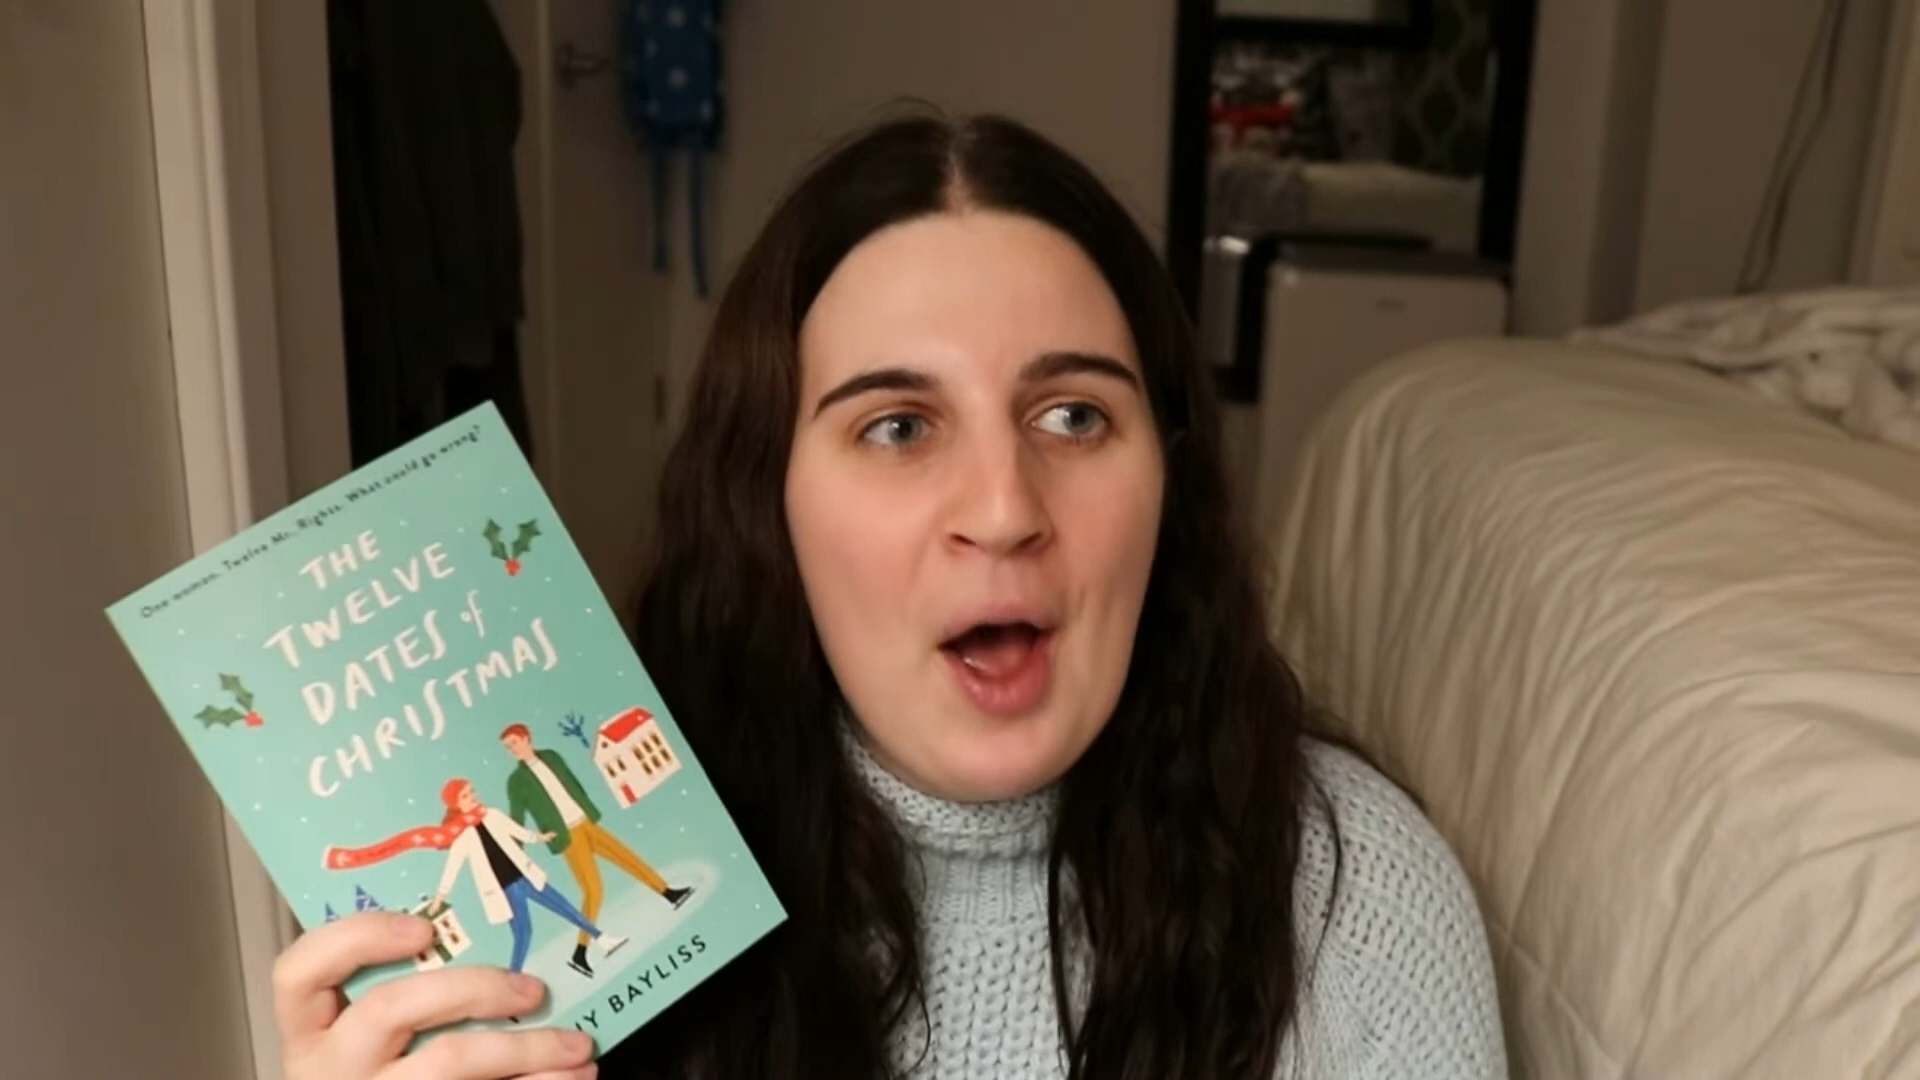 One woman. Twelve Mr. Rights. What could go wrong?
THE
TWELVE
DATES of
CHRISTMAS
BAYLISS